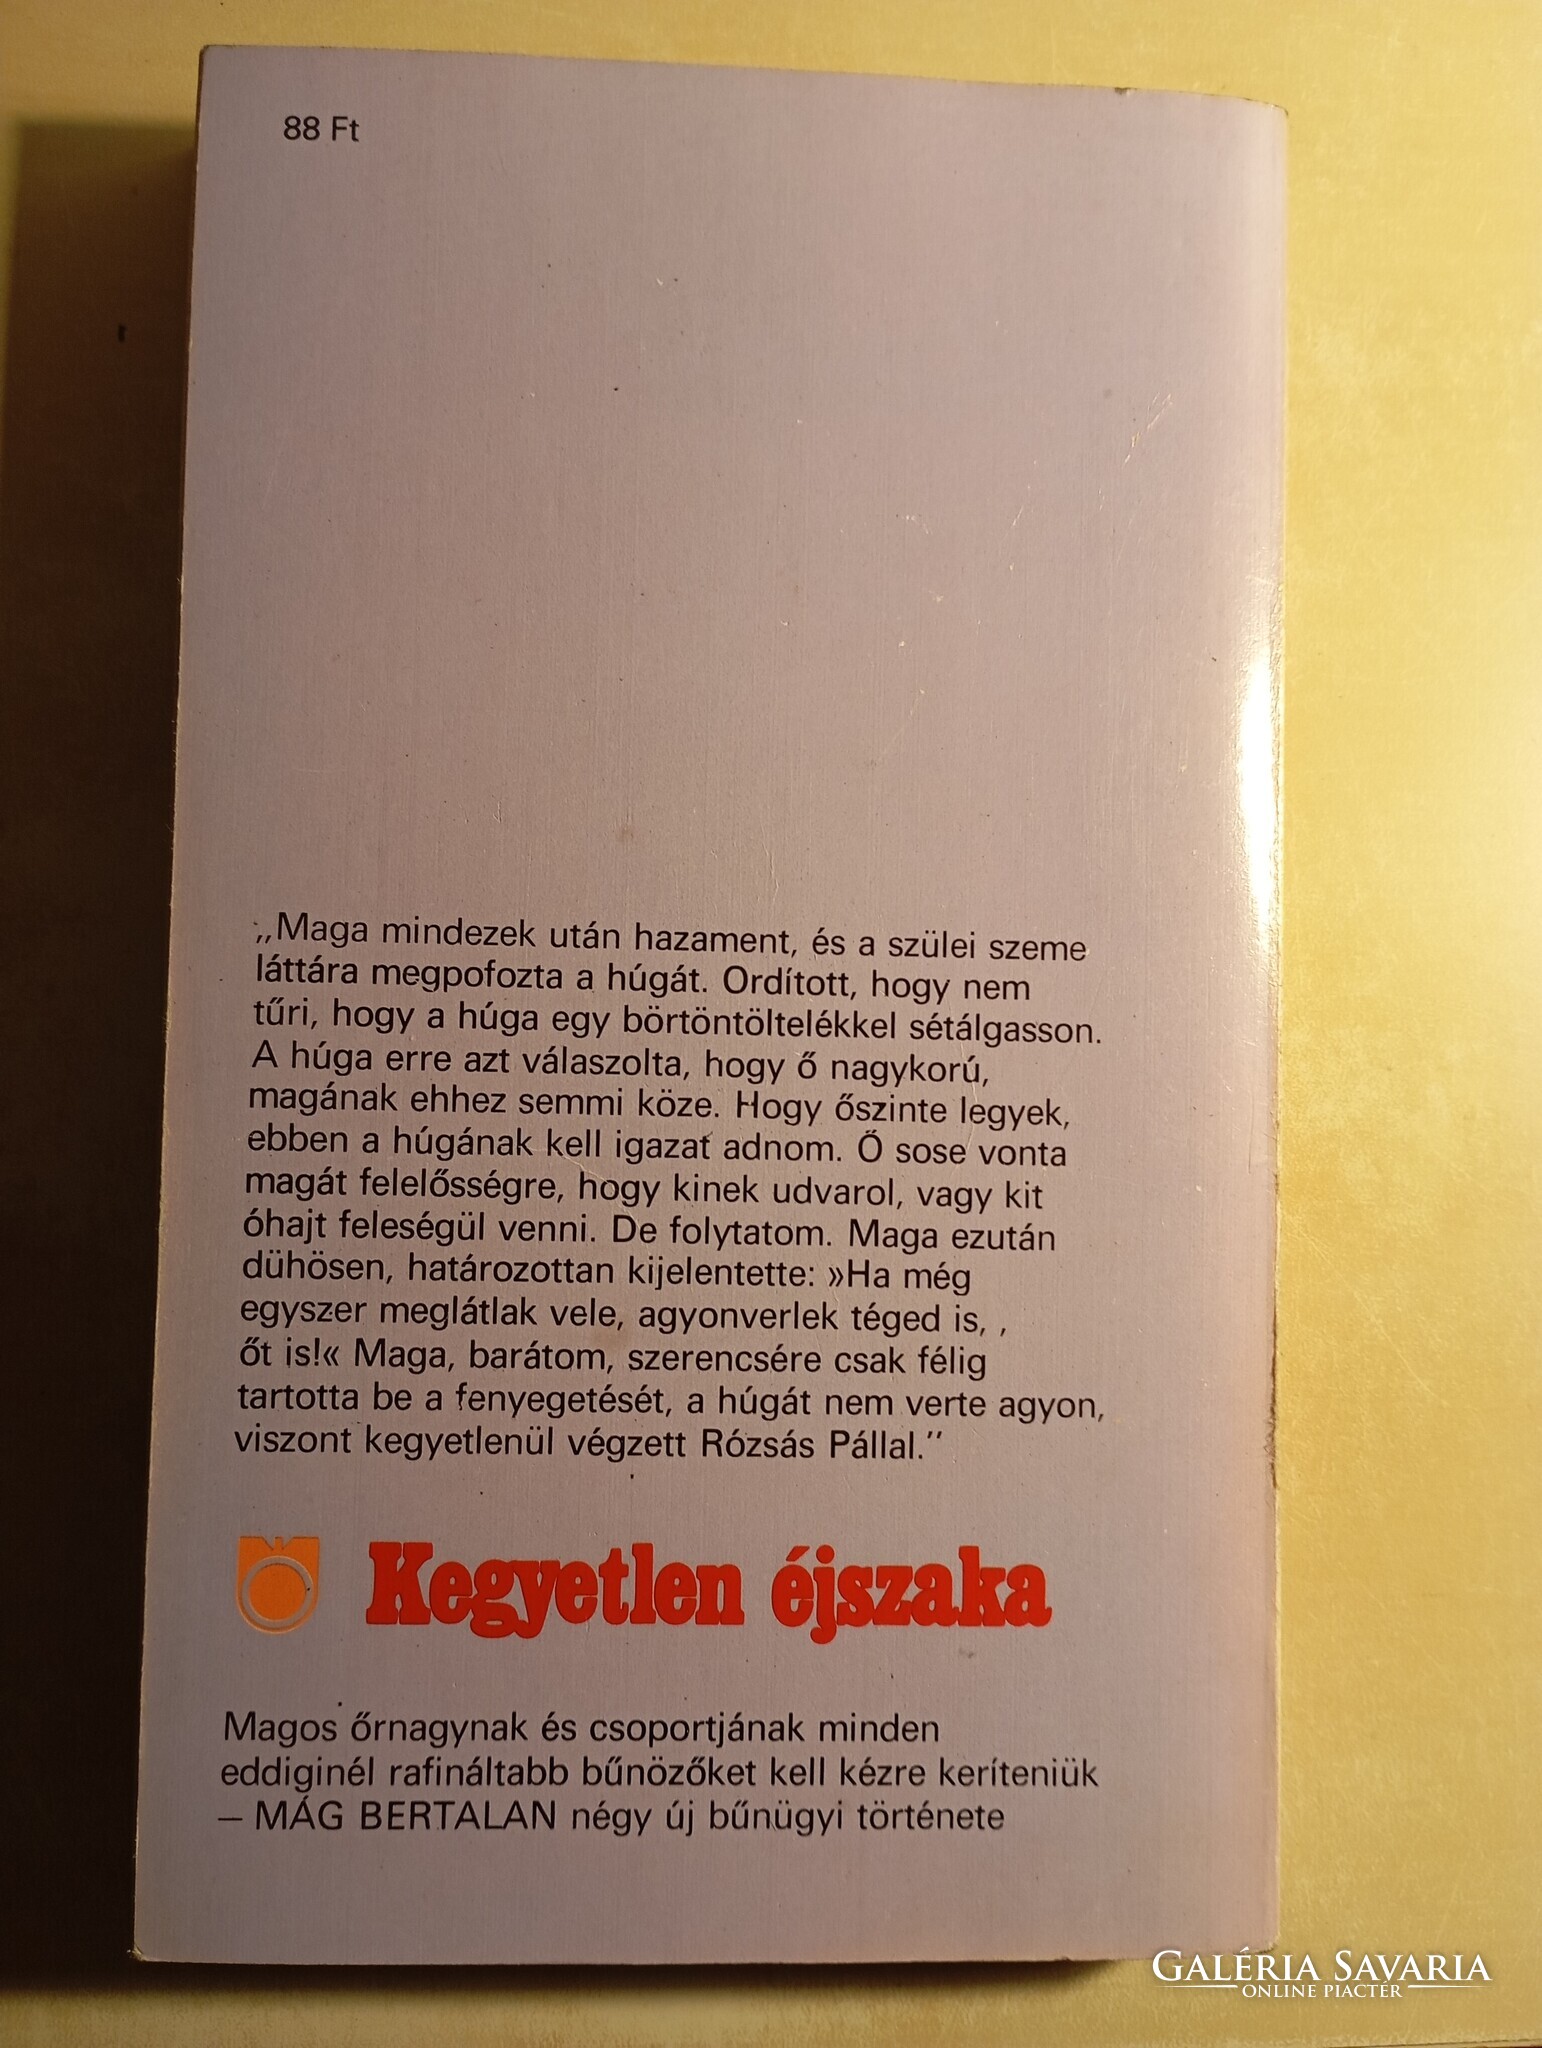 88 Ft
„Maga mindezek után hazament, és a szülei szeme
láttára megpofozta a húgát. Ordított, hogy nem
tűri, hogy a húga egy börtöntöltelékkel sétálgasson.
A húga erre azt válaszolta, hogy ő nagykorú,
magának ehhez semmi köze. Hogy őszinte legyek,
ebben a húgának kell igazat adnom. Ő sose vonta
magát felelősségre, hogy kinek udvarol, vagy kit
óhajt feleségül venni. De folytatom. Maga ezután
dühösen, határozottan kijelentette: »Ha még
egyszer meglátlak vele, agyonverlek téged is, ,
őt is!« Maga, barátom, szerencsére csak félig
tartotta be a fenyegetését, a húgát nem verte agyon,
viszont kegyetlenül végzett Rózsás Pállal.”
Kegyetlen éjszaka
Magos őrnagynak és csoportjának minden
eddiginél rafináltabb bűnözőket kell kézre keríteniük
– MÁG BERTALAN négy új bűnügyi története
GALÉRIA SAVARIA
ONLINE PIACTÉR